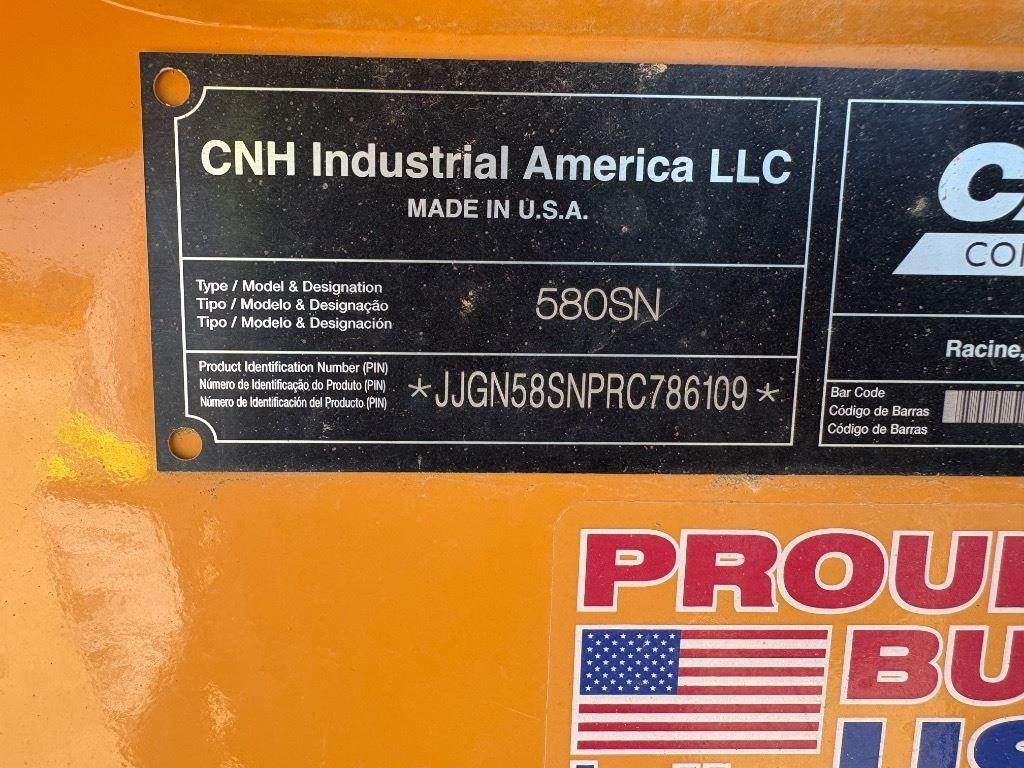 CNH Industrial America LLC
MADE IN U.S.A.
Type / Model & Designation
Tipo / Modelo & Designação
Tipo / Modelo & Designación
580SN
Product Identification Number (PIN)
Número de Identificação do Produto (PIN)
Número de Identificación del Producto (PIN)
*JJGN58SNPRC786109*
Racine,
Bar Code
Código de Barras
Código de Barras
PROU
BU
US